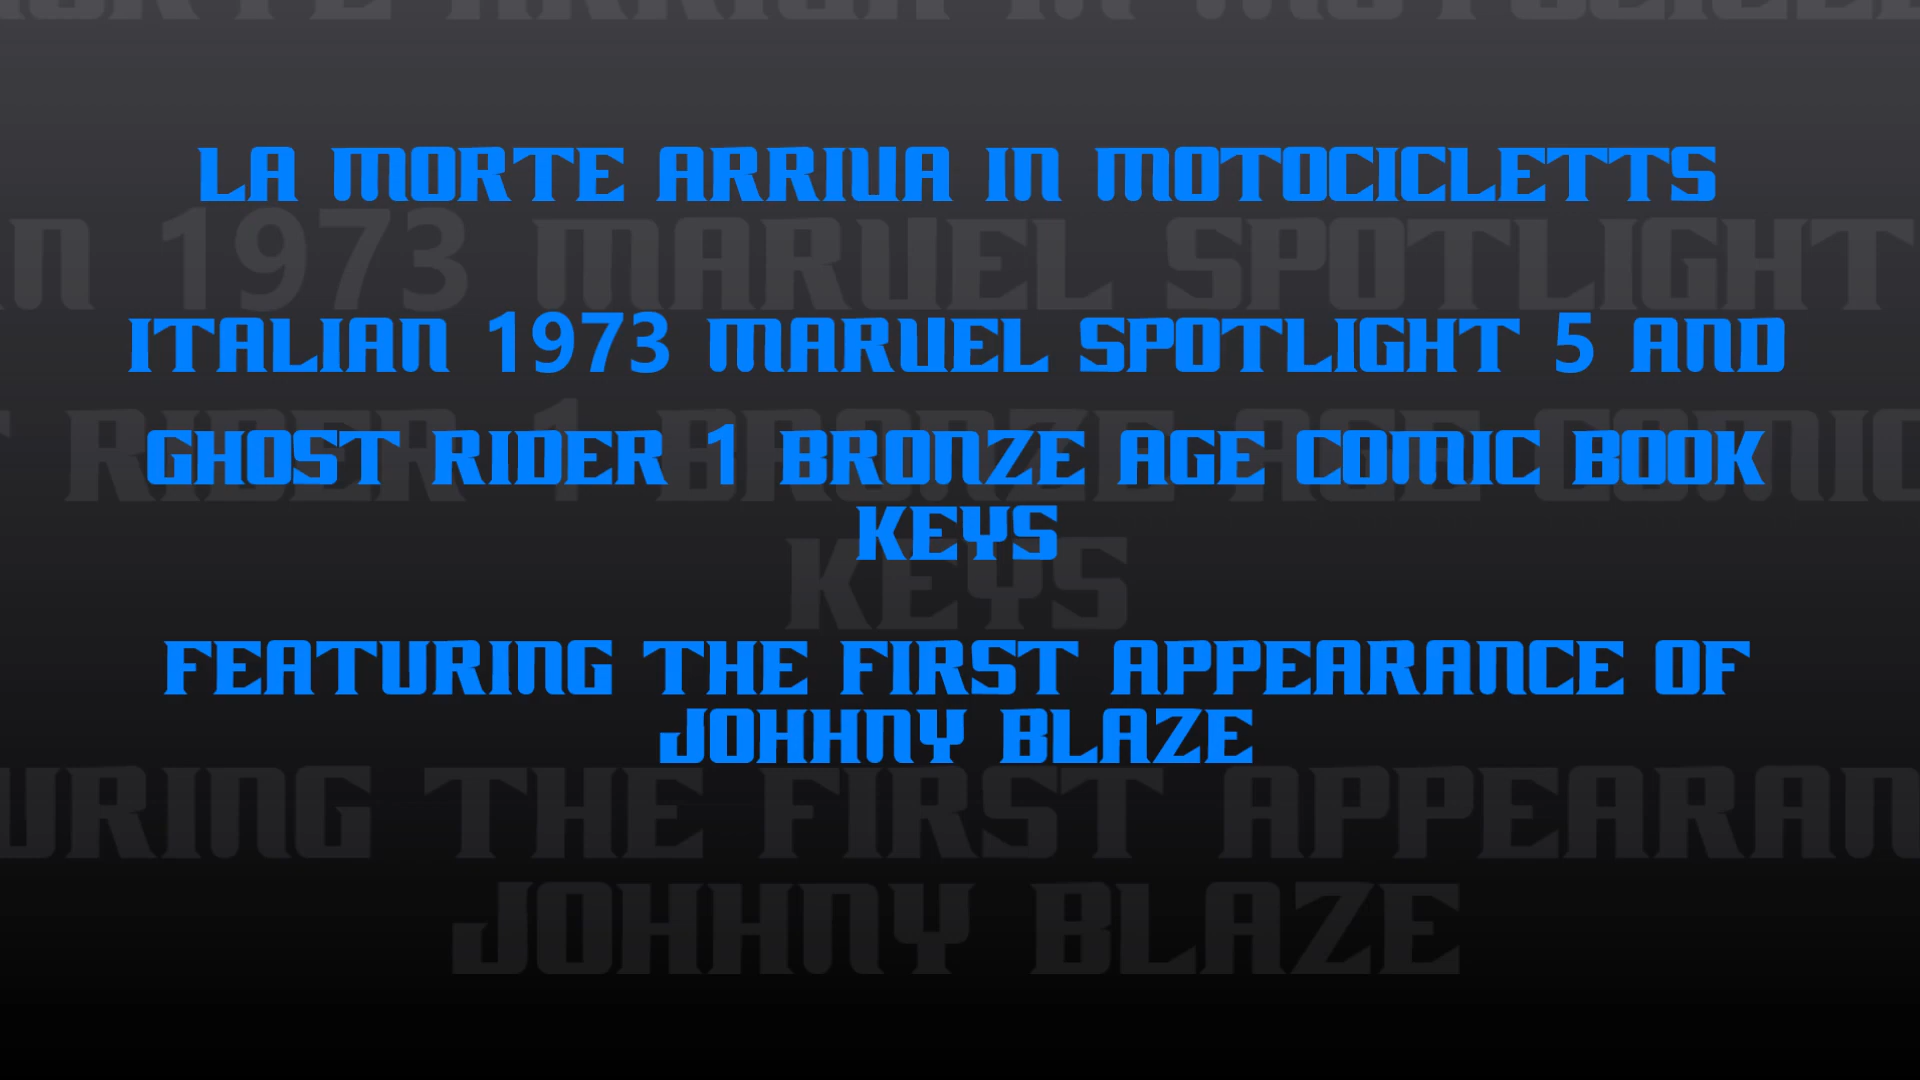 LA MORTE ARRIVA IN MOTOCICLETTS
ITALIAN 1973 MARVEL SPOTLIGHT 5 AND
GHOST RIDER 1 BRONZE AGE COMIC BOOK
KEYS
FEATURING THE FIRST APPEARANCE OF
JOHHNY BLAZE